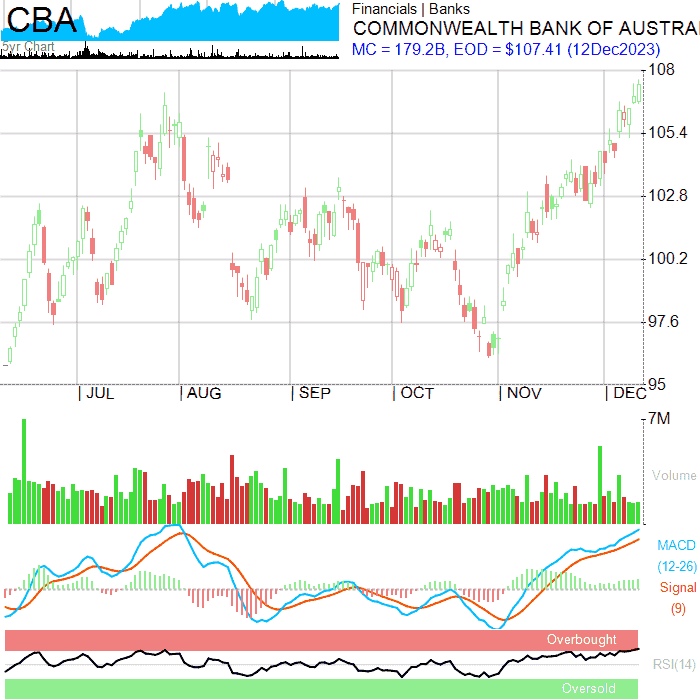 CBA
5yr Chart
Financials | Banks
COMMONWEALTH BANK OF AUSTRA
MC = 179.2B, EOD = $107.41 (12Dec2023)
108
105.4
102.8
100.2
97.6
95
| JUL | AUG | SEP | OCT | NOV | DEC
7M
Volume
MACD
(12-26)
Signal
(9)
Overbought
RSI(14)
Oversold